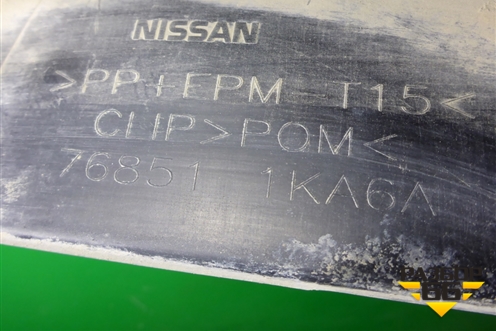 NISSAN
>PP+EPM-T15<
CLIP>POM<
76851 1KA6A